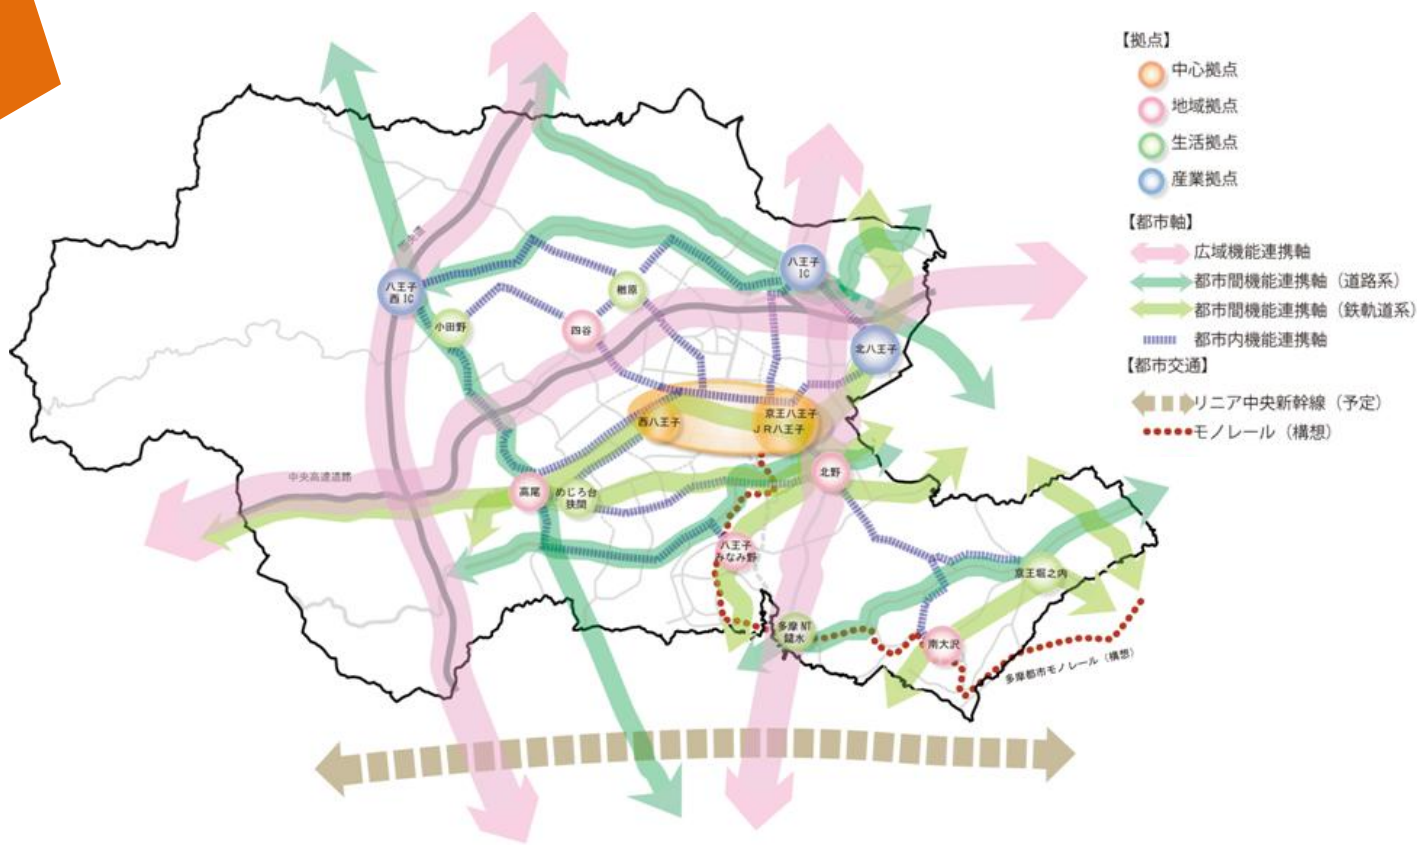 【拠点】
中心拠点
地域拠点
生活拠点
産業拠点
【都市軸】
広域機能連携軸
都市間機能連携軸（道路系）
都市間機能連携軸（鉄軌道系）
都市内機能連携軸
【都市交通】
リニア中央新幹線（予定）
モノレール（構想）
圏央道
八王子
IC
八王子
西 IC
楢原
小田野
四谷
北八王子
西八王子
京王八王子
ＪＲ八王子
中央高速道路
高尾
めじろ台
狭間
北野
八王子
みなみ野
京王堀之内
多摩 NT
鑓水
南大沢
多摩都市モノレール（構想）